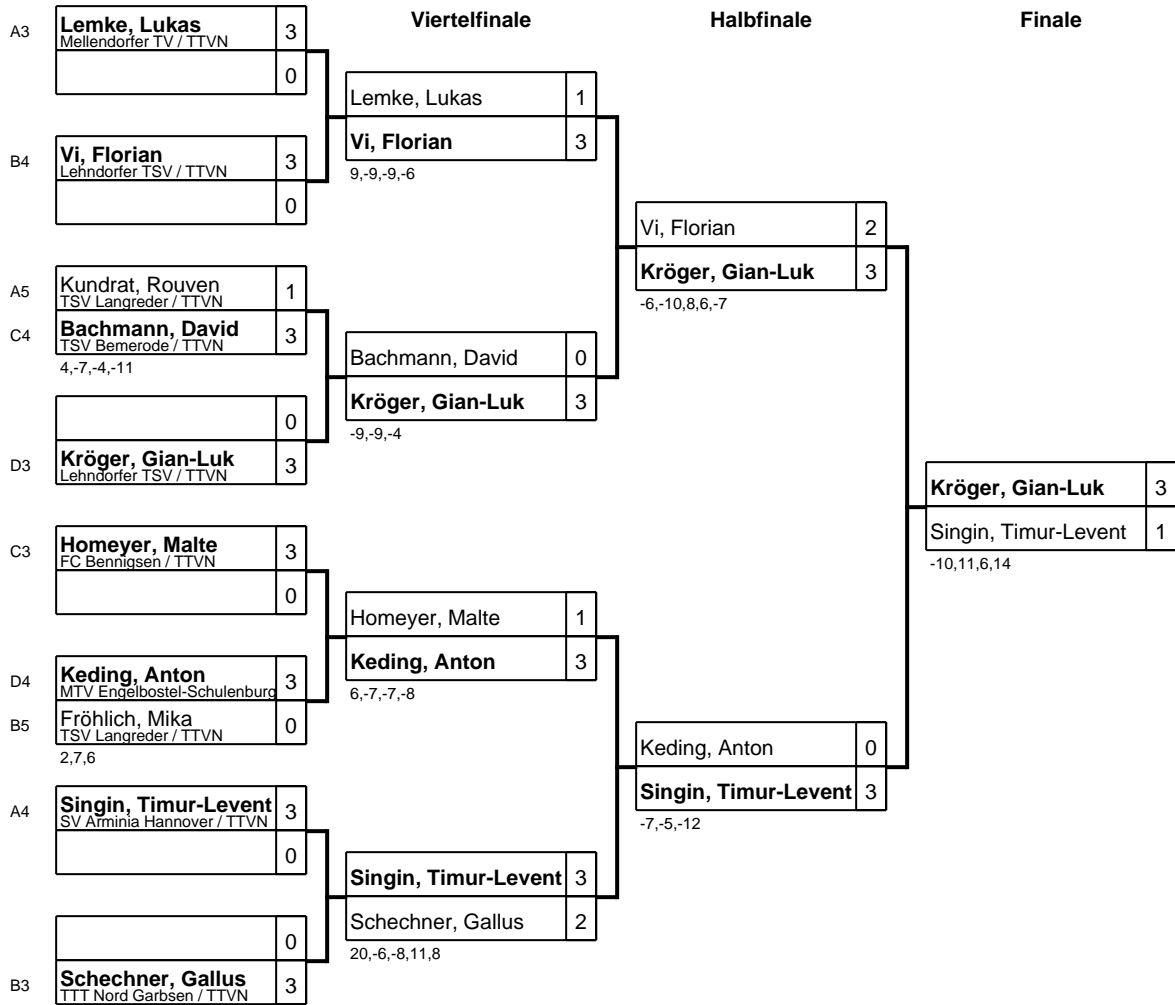 Viertelfinale
Halbfinale
Finale
A3
Lemke, Lukas
3
Mellendorfer TV / TTVN
0
B4
Vi, Florian
3
Lehndorfer TSV / TTVN
0
A5
Kundrat, Rouven
1
TSV Langreder / TTVN
C4
Bachmann, David
3
TSV Bemerode / TTVN
4,-7,-4,-11
0
D3
Kröger, Gian-Luk
3
Lehndorfer TSV / TTVN
C3
Homeyer, Malte
3
FC Bennigsen / TTVN
0
D4
Keding, Anton
3
MTV Engelbostel-Schulenburg
B5
Fröhlich, Mika
0
TSV Langreder / TTVN
2,7,6
A4
Singin, Timur-Levent
3
SV Arminia Hannover / TTVN
0
0
B3
Schechner, Gallus
3
TTT Nord Garbsen / TTVN
Lemke, Lukas
1
Vi, Florian
3
9,-9,-9,-6
Bachmann, David
0
Kröger, Gian-Luk
3
-9,-9,-4
Homeyer, Malte
1
Keding, Anton
3
6,-7,-7,-8
Singin, Timur-Levent
3
Schechner, Gallus
2
20,-6,-8,11,8
Vi, Florian
2
Kröger, Gian-Luk
3
-6,-10,8,6,-7
Keding, Anton
0
Singin, Timur-Levent
3
-7,-5,-12
Kröger, Gian-Luk
3
Singin, Timur-Levent
1
-10,11,6,14